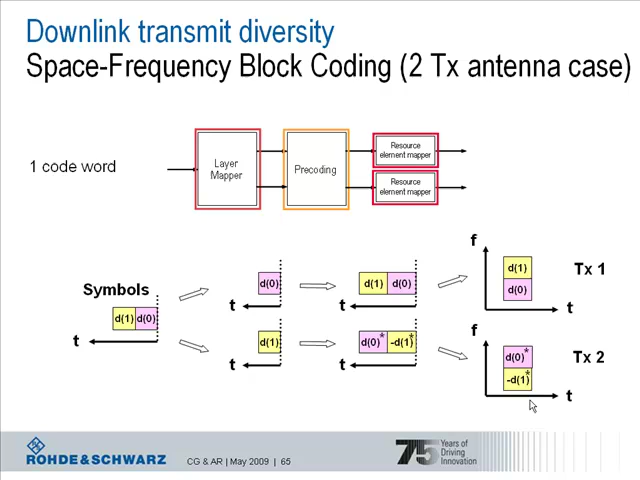 Downlink transmit diversity
Space-Frequency Block Coding (2 Tx antenna case)
1 code word
Layer
Mapper
Precoding
Resource
element mapper
Resource
element mapper
Symbols
d(1) d(0)
t
d(0)
t
d(1)
t
d(1) d(0)
t
d(0)* -d(1)*
t
f
d(1)
d(0)
t
Tx 1
f
d(0)*
-d(1)*
t
Tx 2
ROHDE & SCHWARZ
CG & AR | May 2009 | 65
75 Years of
Driving
Innovation